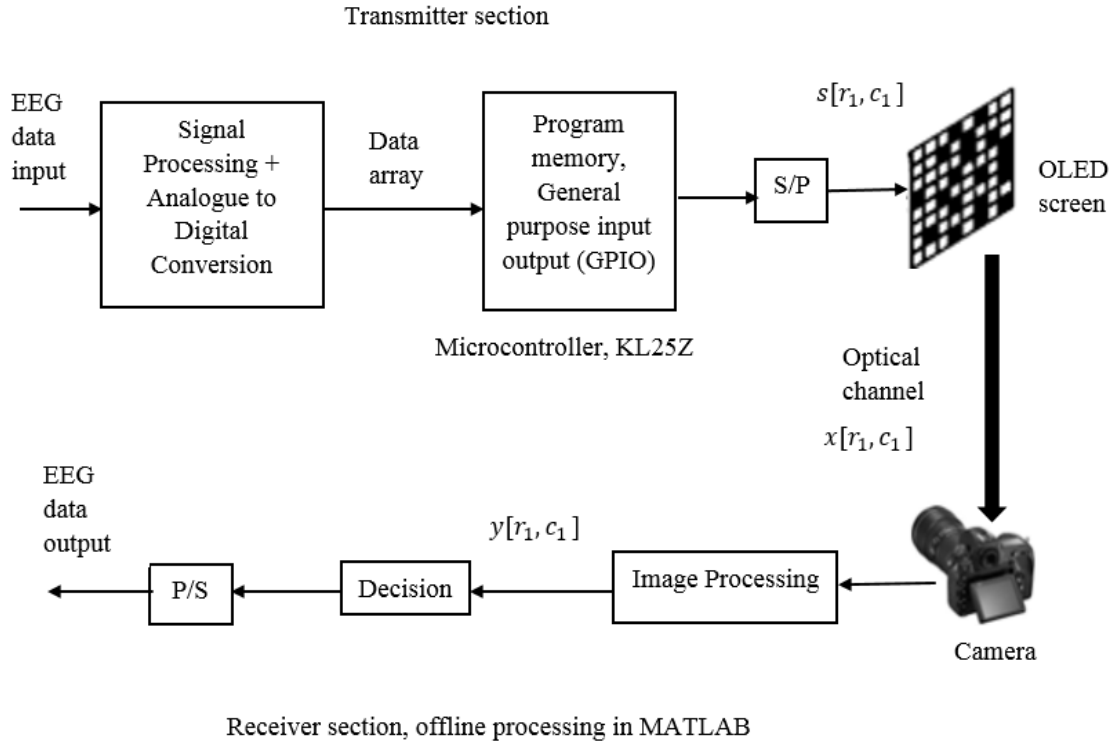 Transmitter section
EEG
data
input
Signal
Processing +
Analogue to
Digital
Conversion
Data
array
Program
memory,
General
purpose input
output (GPIO)
Microcontroller, KL25Z
S/P
s[r₁, c₁]
OLED
screen
Optical
channel
x[r₁, c₁]
Camera
Image Processing
y[r₁, c₁]
Decision
P/S
EEG
data
output
Receiver section, offline processing in MATLAB